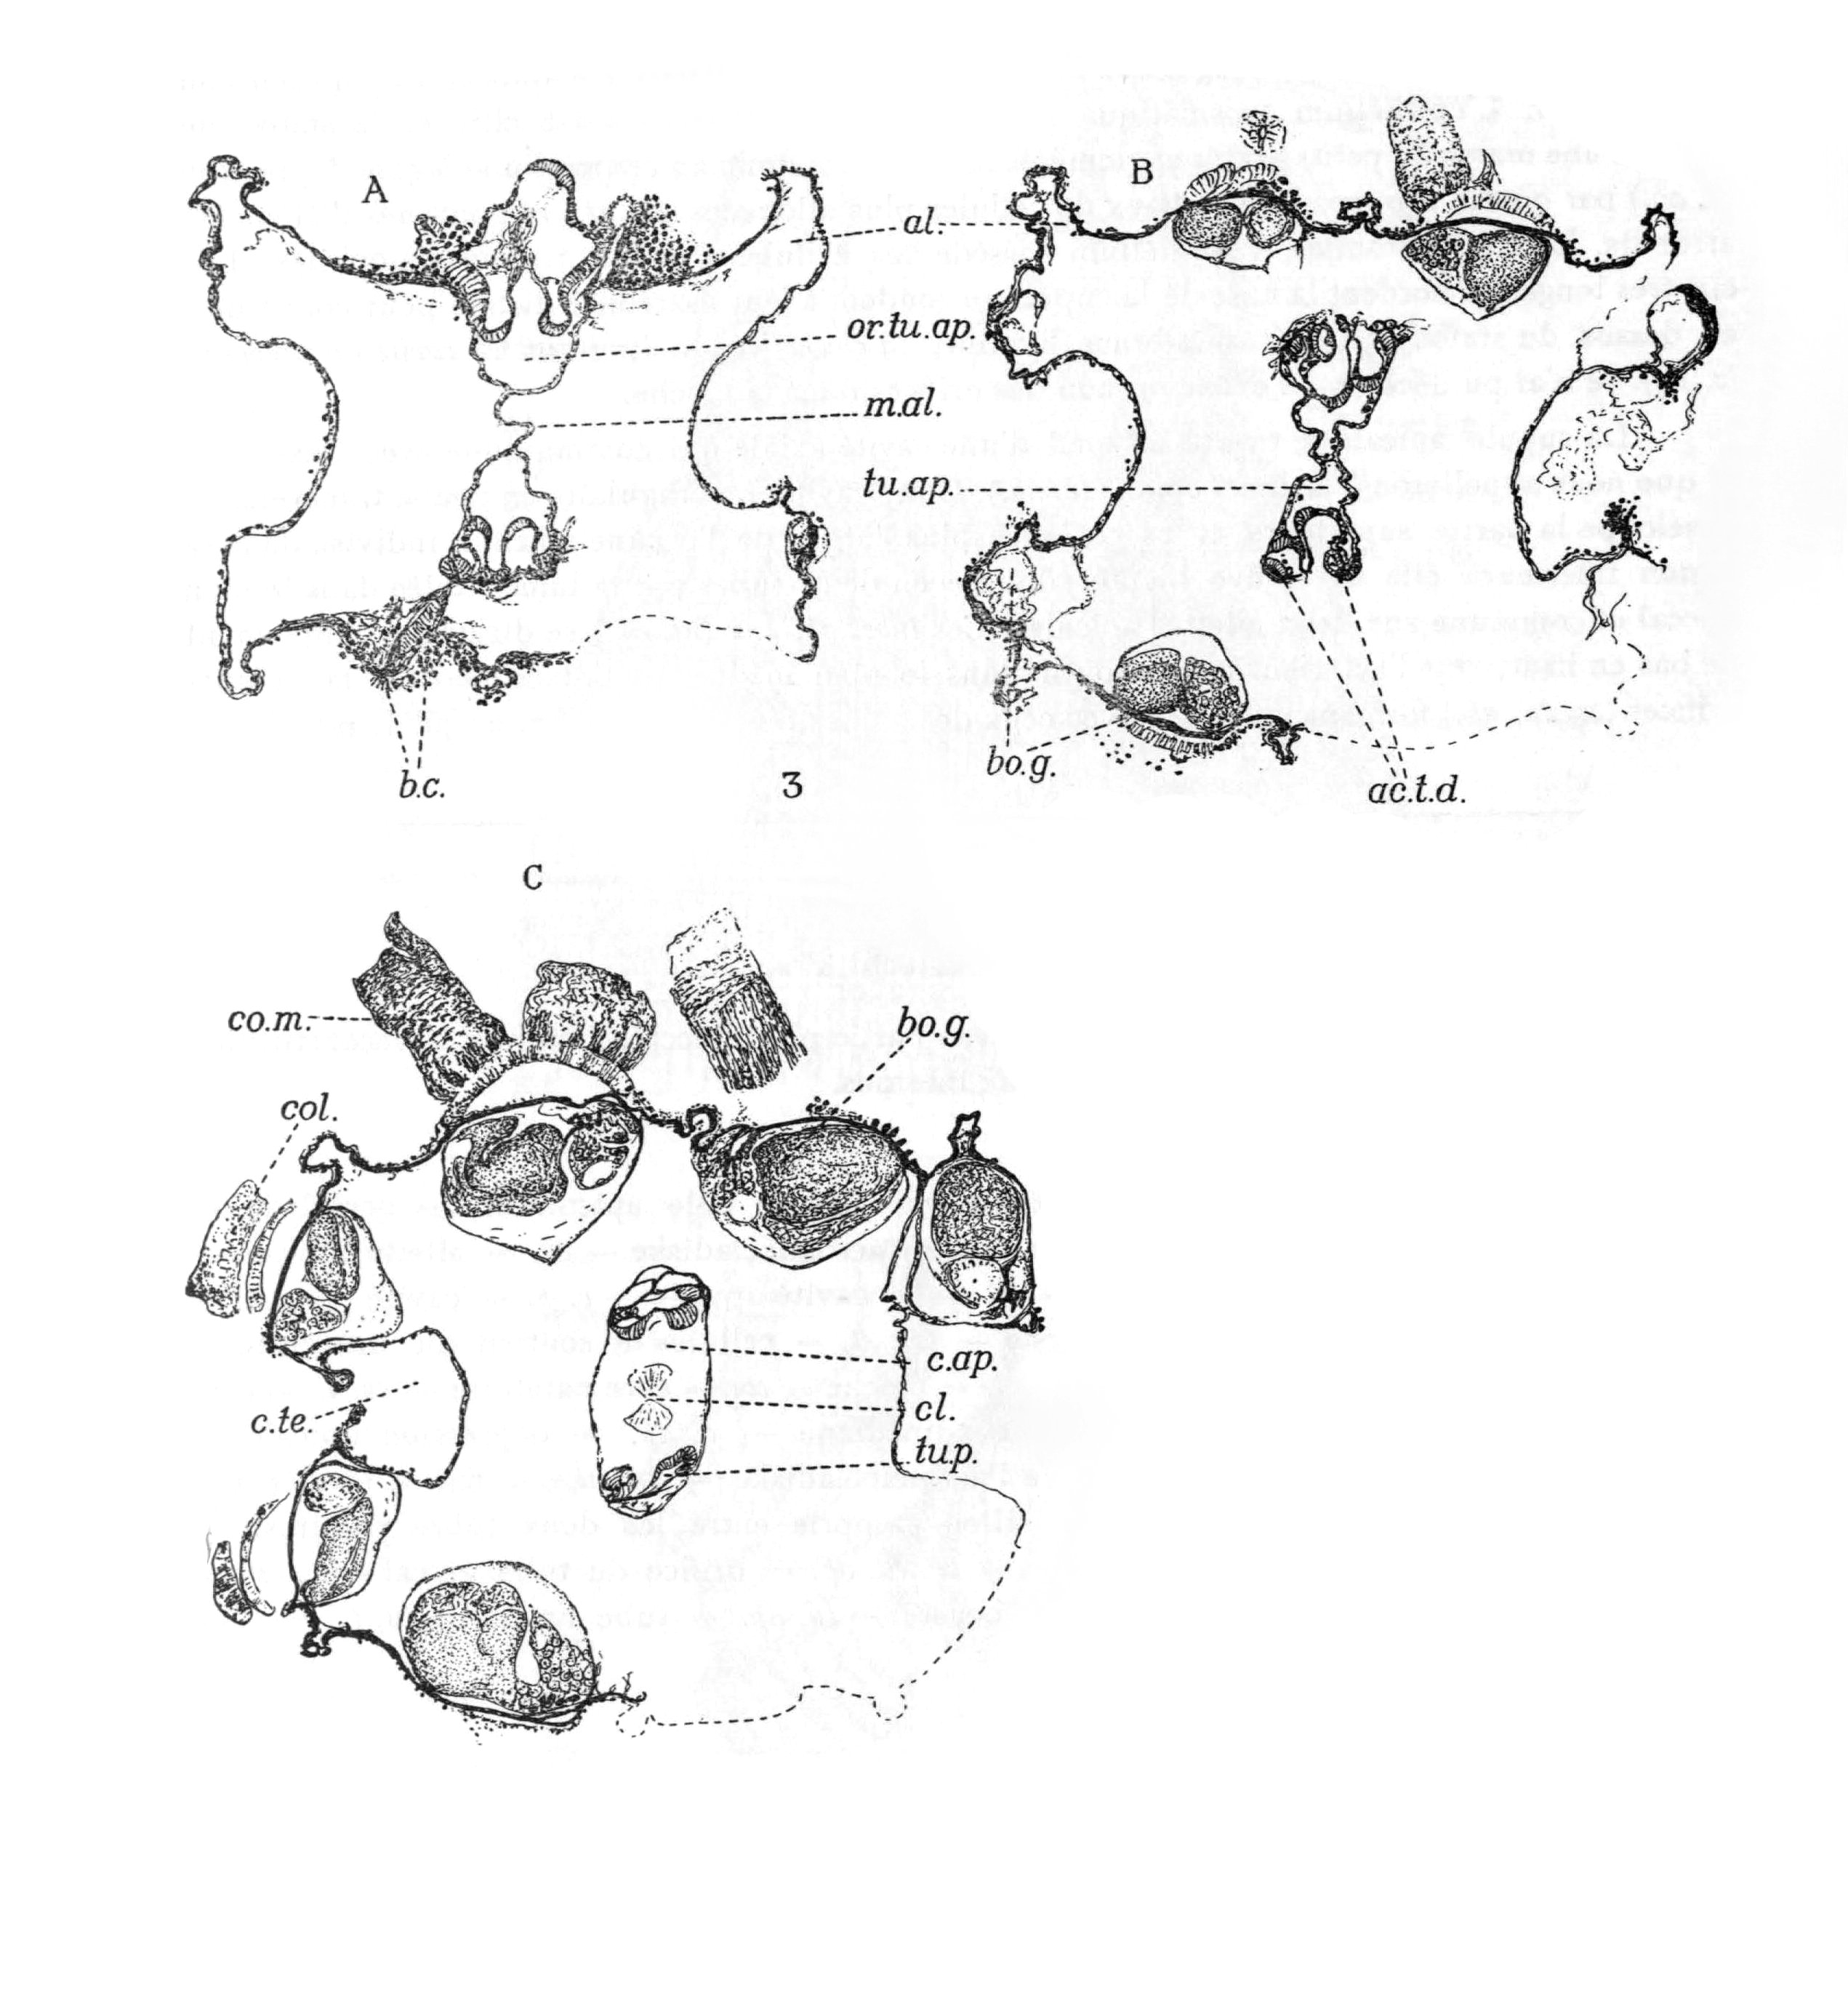 A
B
al.
or.tu.ap.
m.al.
tu.ap.
b.c.
3
bo.g.
ac.t.d.
C
co.m.
bo.g.
col.
c.ap.
c.te.
cl.
tu.p.